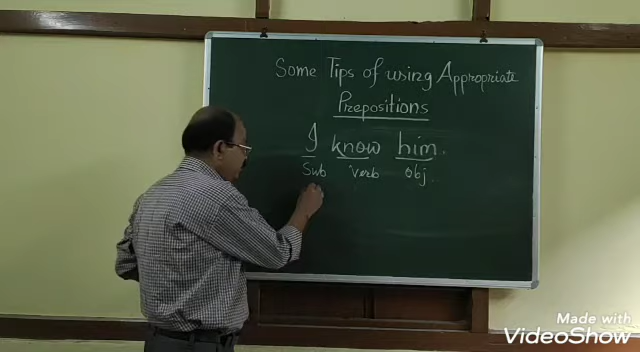 Some Tips of using Appropriate
Prepositions
I know him.
Sub verb Obj.
Made with
VideoShow